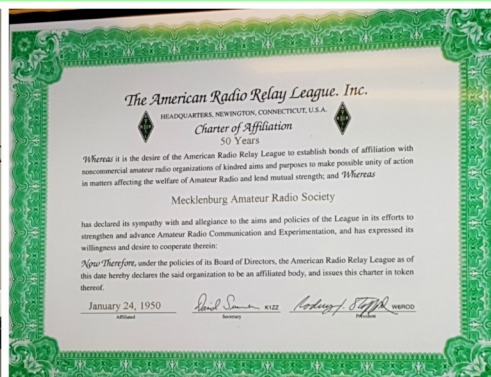 The American Radio Relay League. Inc.
HEADQUARTERS, NEWINGTON, CONNECTICUT, U.S.A.
Charter of Affiliation
50 Years
Whereas it is the desire of the American Radio Relay League to establish bonds of affiliation with
noncommercial amateur radio organizations of kindred aims and purposes to make possible unity of action
in matters affecting the welfare of Amateur Radio and lend mutual strength; and Whereas
Mecklenburg Amateur Radio Society
has declared its sympathy with and allegiance to the aims and policies of the League in its efforts to
strengthen and advance Amateur Radio Communication and Experimentation, and has expressed its
willingness and desire to cooperate therein:
Now Therefore, under the policies of its Board of Directors, the American Radio Relay League as of
this date hereby declares the said organization to be an affiliated body, and issues this charter in token
thereof.
January 24, 1950 David Sumner K1ZZ Rodney J. W6ROD
Affiliated Secretary President